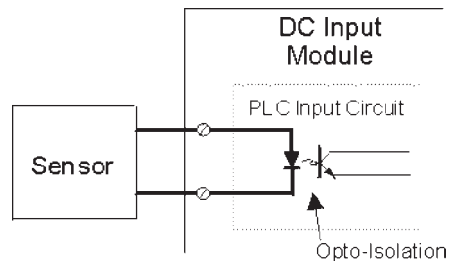 DC Input
Module
PLC Input Circuit
Sensor
Opto-Isolation